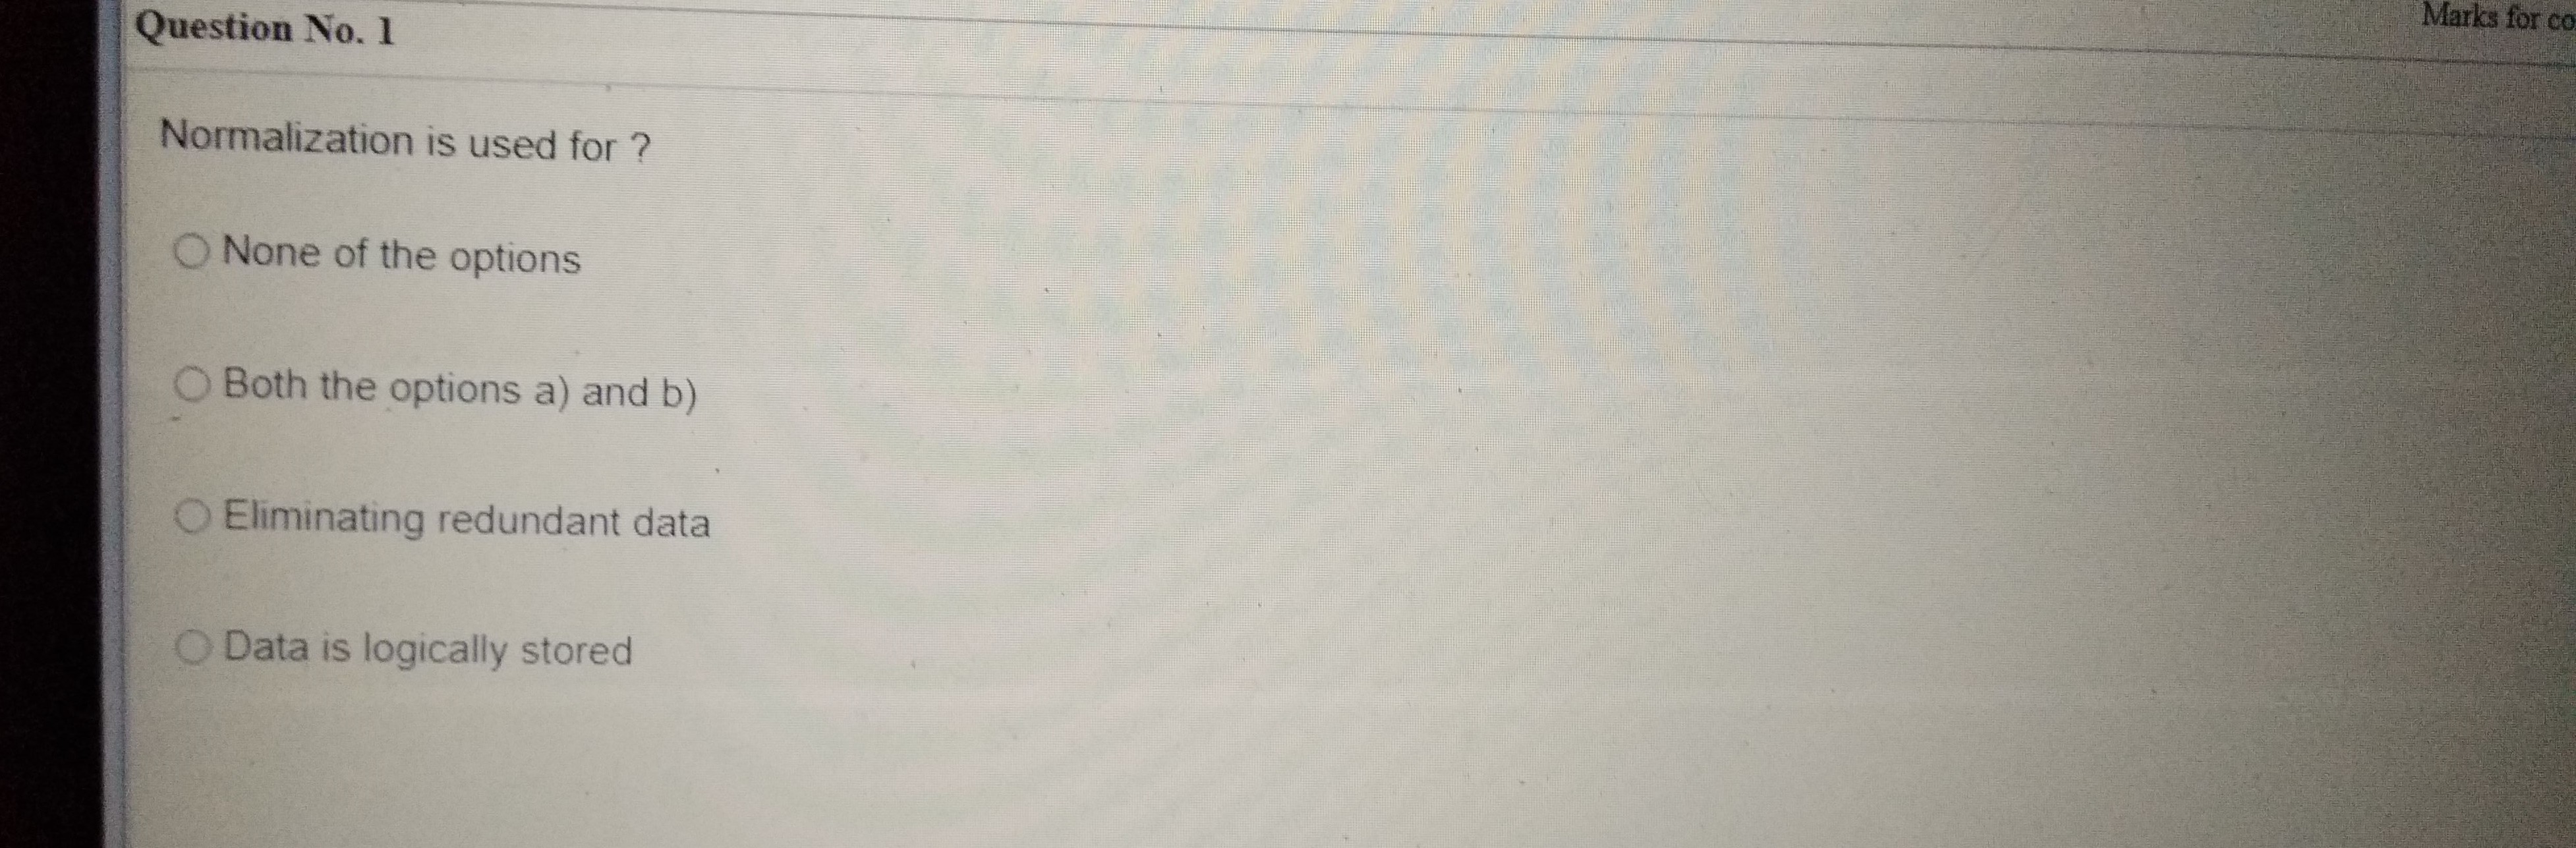 Question No. 1
Marks for co
Normalization is used for ?
None of the options
Both the options a) and b)
Eliminating redundant data
Data is logically stored